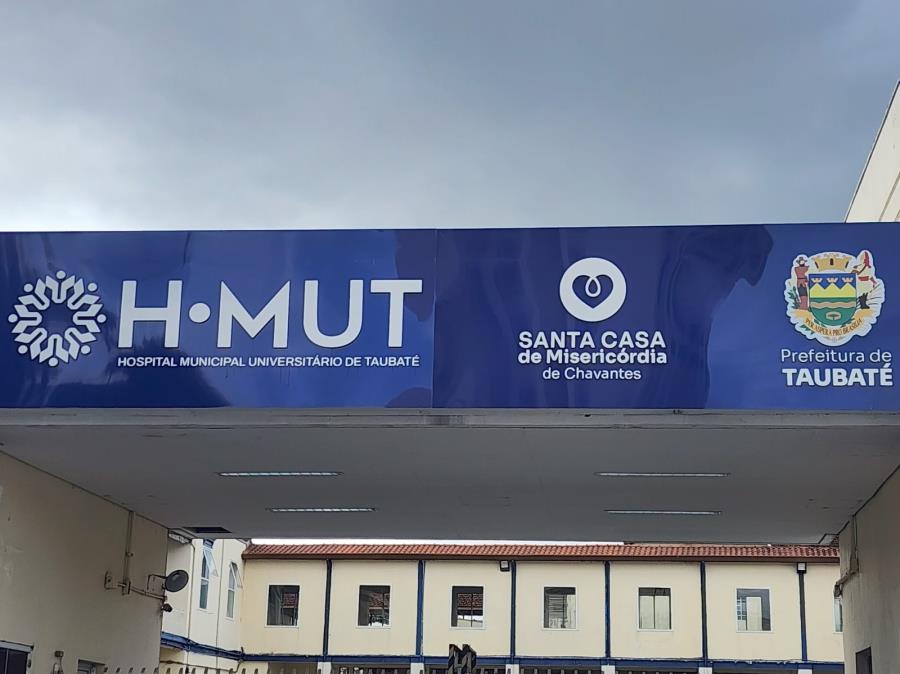 H·MUT
HOSPITAL MUNICIPAL UNIVERSITÁRIO DE TAUBATÉ
SANTA CASA
de Misericórdia
de Chavantes
Prefeitura de
TAUBATÉ